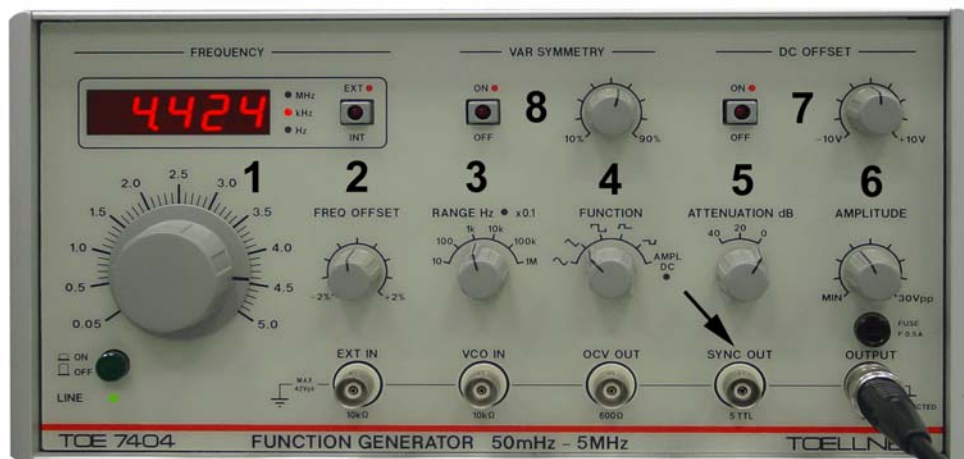 FREQUENCY VAR SYMMETRY DC OFFSET
4.424
MHz
kHz
Hz
EXT
INT
ON
OFF
8
10% 90%
ON
OFF
7
-10V +10V
1 2 3 4 5 6
0.05
0.5
1.0
1.5
2.0
2.5
3.0
3.5
4.0
4.5
5.0
FREQ OFFSET
-2% +2%
RANGE Hz x0.1
10
100
1k
10k
100k
1M
FUNCTION
AMPL
DC
ATTENUATION dB
40 20 0
AMPLITUDE
MIN 30Vpp
FUSE
F 0.5A
ON
OFF
LINE
EXT IN VCO IN OCV OUT SYNC OUT OUTPUT
MAX
42Vpk
10kΩ 10kΩ 600Ω 5 TTL
TOE 7404 FUNCTION GENERATOR 50mHz - 5MHz